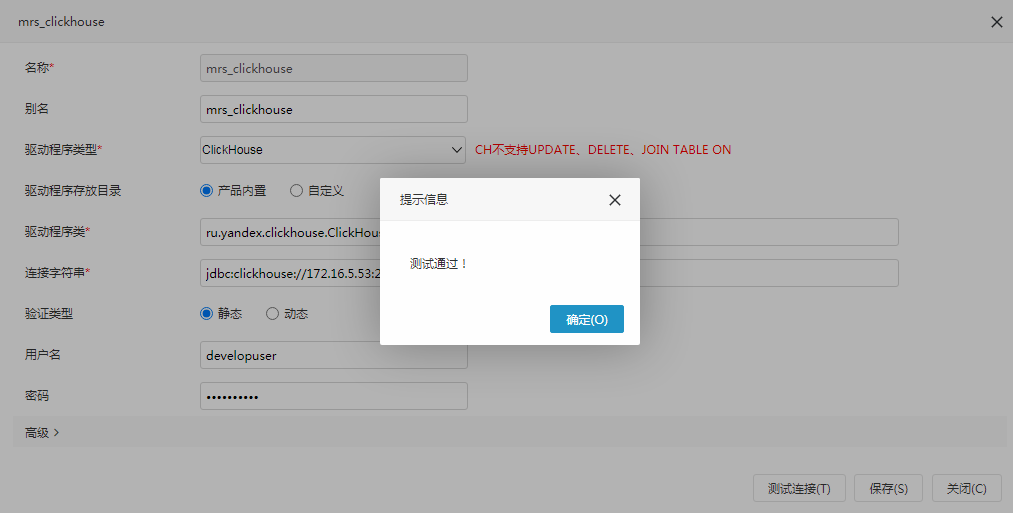 mrs_clickhouse
名称*
mrs_clickhouse
别名
mrs_clickhouse
驱动程序类型*
ClickHouse
CH不支持UPDATE、DELETE、JOIN TABLE ON
驱动程序存放目录
产品内置
自定义
提示信息
驱动程序类*
ru.yandex.clickhouse.ClickHous
连接字符串*
jdbc:clickhouse://172.16.5.53:2
测试通过！
验证类型
静态
动态
确定(O)
用户名
developuser
密码
高级
测试连接(T)
保存(S)
关闭(C)